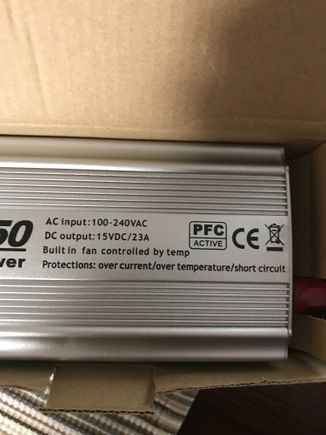 50
AC input:100-240VAC
DC output:15VDC/23A
Built in fan controlled by temp
Protections: over current/over temperature/short circuit
PFC
ACTIVE
CE